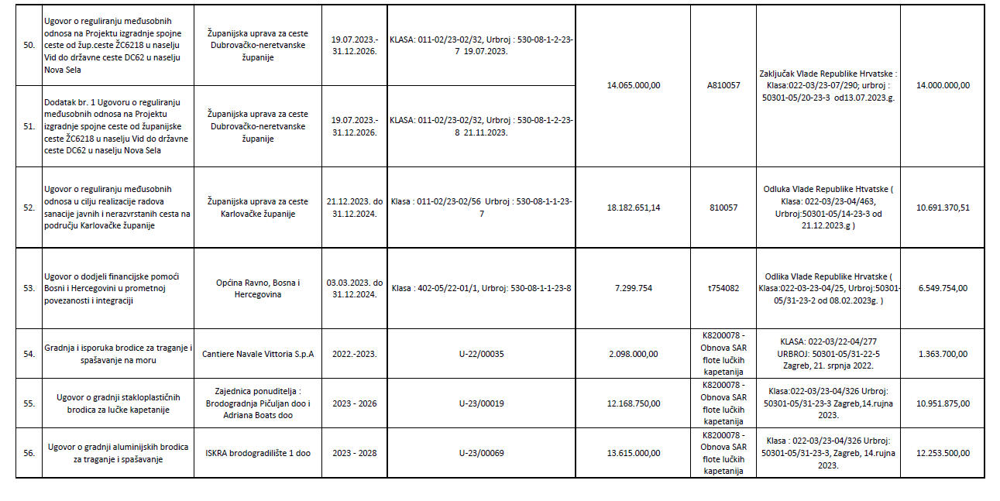 50.
Ugovor o reguliranju međusobnih
odnosa na Projektu izgradnje spojne
ceste od žup.ceste ŽC6218 u naselju
Vid do državne ceste DC62 u naselju
Nova Sela
Županijska uprava za ceste
Dubrovačko-neretvanske
županije
19.07.2023.-
31.12.2026.
KLASA: 011-02/23-02/32, Urbroj : 530-08-1-2-23-
7 19.07.2023.
14.065.000,00
A810057
Zaključak Vlade Republike Hrvatske :
Klasa:022-03/23-07/290; urbroj :
50301-05/20-23-3 od13.07.2023.g.
14.000.000,00
51.
Dodatak br. 1 Ugovoru o reguliranju
međusobnih odnosa na Projektu
izgradnje spojne ceste od županijske
ceste ŽC6218 u naselju Vid do državne
ceste DC62 u naselju Nova Sela
Županijska uprava za ceste
Dubrovačko-neretvanske
županije
19.07.2023.-
31.12.2026.
KLASA: 011-02/23-02/32, Urbroj : 530-08-1-2-23-
8 21.11.2023.
52.
Ugovor o reguliranju međusobnih
odnosa u cilju realizacije radova
sanacije javnih i nerazvrstanih cesta na
području Karlovačke županije
Županijska uprava za ceste
Karlovačke županije
21.12.2023. do
31.12.2024.
Klasa : 011-02/23-02/56 Urbroj : 530-08-1-1-23-
7
18.182.651,14
810057
Odluka Vlade Republike Htvatske (
Klasa: 022-03/23-04/463,
Urbroj:50301-05/14-23-3 od
21.12.2023.g )
10.691.370,51
53.
Ugovor o dodjeli financijske pomoći
Bosni i Hercegovini u prometnoj
povezanosti i integraciji
Općina Ravno, Bosna i
Hercegovina
03.03.2023. do
31.12.2024.
Klasa : 402-05/22-01/1, Urbroj: 530-08-1-1-23-8
7.299.754
t754082
Odlika Vlade Republike Hrvatske (
Klasa:022-03-23-04/25, Urbroj:50301-
05/31-23-2 od 08.02.2023g. )
6.549.754,00
54.
Gradnja i isporuka brodice za traganje i
spašavanje na moru
Cantiere Navale Vittoria S.p.A
2022.-2023.
U-22/00035
2.098.000,00
K8200078 -
Obnova SAR
flote lučkih
kapetanija
KLASA: 022-03/22-04/277
URBROJ: 50301-05/31-22-5
Zagreb, 21. srpnja 2022.
1.363.700,00
55.
Ugovor o gradnji stakloplastičnih
brodica za lučke kapetanije
Zajednica ponuditelja :
Brodogradnja Pičuljan doo i
Adriana Boats doo
2023 - 2026
U-23/00019
12.168.750,00
K8200078 -
Obnova SAR
flote lučkih
kapetanija
Klasa:022-03/23-04/326 Urbroj:
50301-05/31-23-3 Zagreb,14.rujna
2023.
10.951.875,00
56.
Ugovor o gradnji aluminijskih brodica
za traganje i spašavanje
ISKRA brodogradilište 1 doo
2023 - 2028
U-23/00069
13.615.000,00
K8200078 -
Obnova SAR
flote lučkih
kapetanija
Klasa : 022-03/23-04/326 Urbroj:
50301-05/31-23-3, Zagreb, 14.rujna
2023.
12.253.500,00